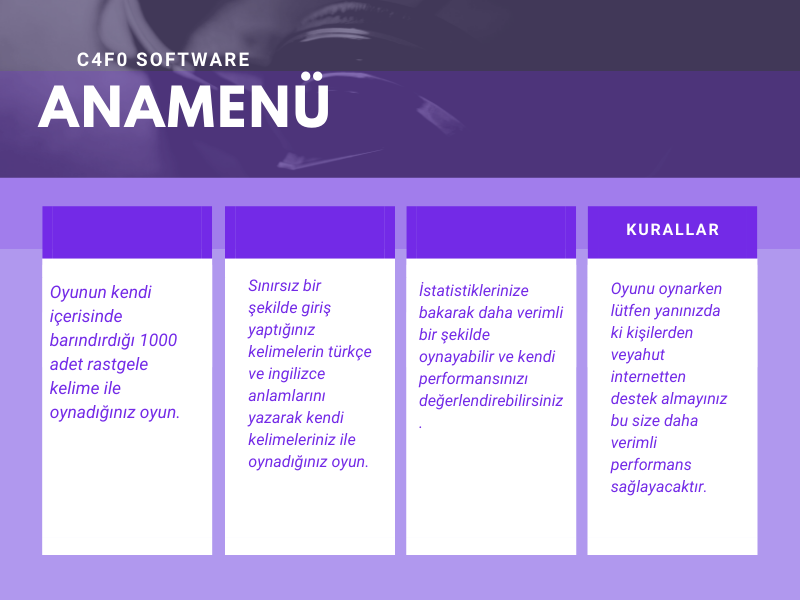 C4F0 SOFTWARE
ANAMENÜ
Oyunun kendi
içerisinde
barındırdığı 1000
adet rastgele
kelime ile
oynadığınız oyun.
Sınırsız bir
şekilde giriş
yaptığınız
kelimelerin türkçe
ve ingilizce
anlamlarını
yazarak kendi
kelimeleriniz ile
oynadığınız oyun.
İstatistiklerinize
bakarak daha verimli
bir şekilde
oynayabilir ve kendi
performansınızı
değerlendirebilirsiniz
.
KURALLAR
Oyunu oynarken
lütfen yanınızda
ki kişilerden
veyahut
internetten
destek almayınız
bu size daha
verimli
performans
sağlayacaktır.